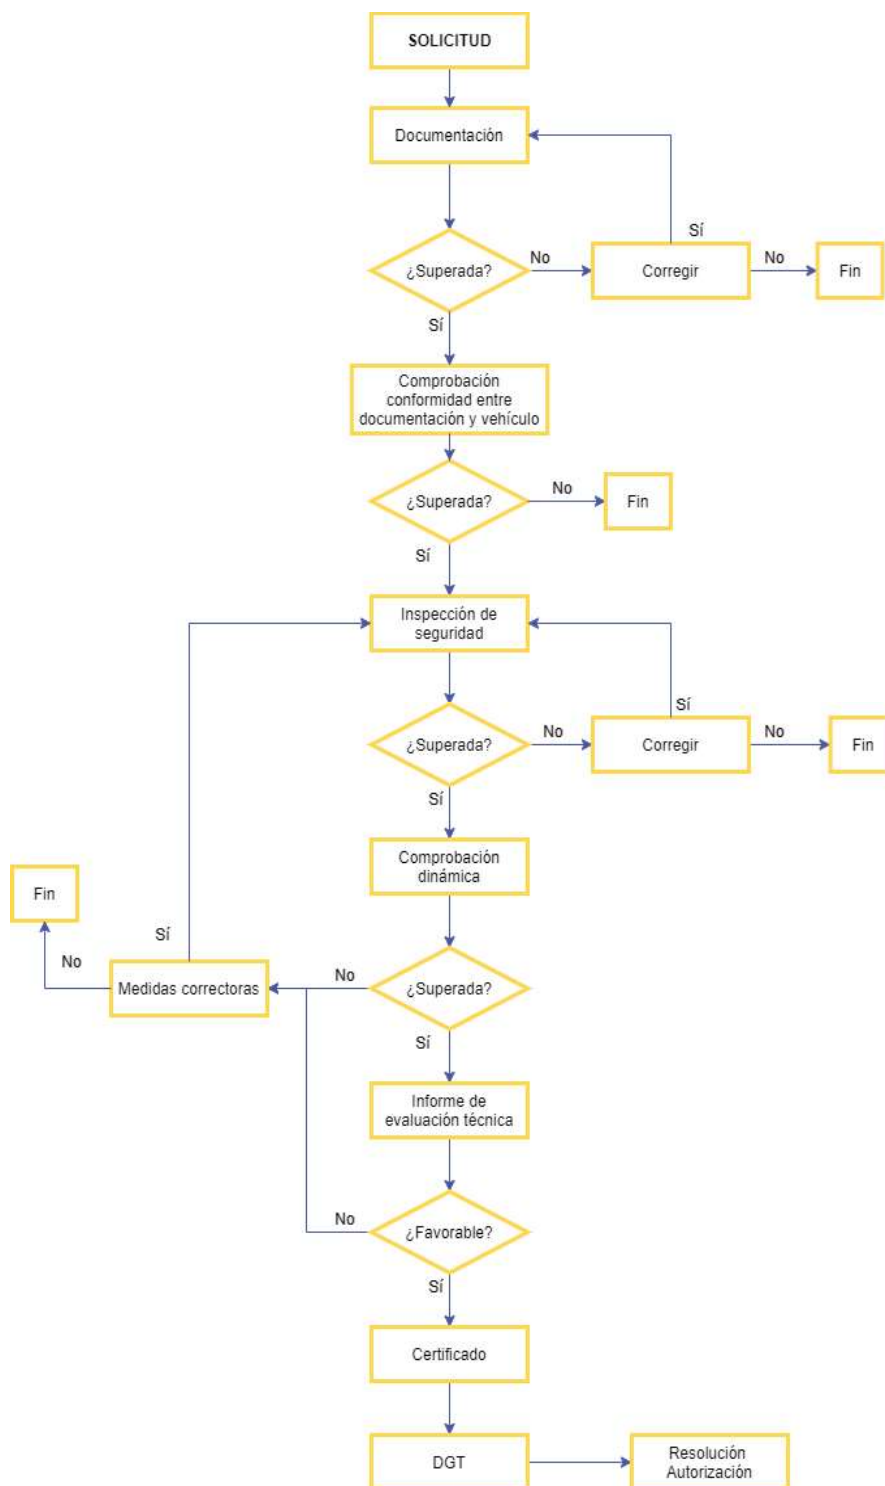 SOLICITUD
Documentación
Sí
¿Superada?
No
Corregir
No
Fin
Sí
Comprobación
conformidad entre
documentación y vehículo
¿Superada?
No
Fin
Sí
Inspección de
seguridad
Sí
¿Superada?
No
Corregir
No
Fin
Sí
Comprobación
dinámica
Fin
Sí
No
Medidas correctoras
No
¿Superada?
Sí
Informe de
evaluación técnica
No
¿Favorable?
Sí
Certificado
DGT
Resolución
Autorización